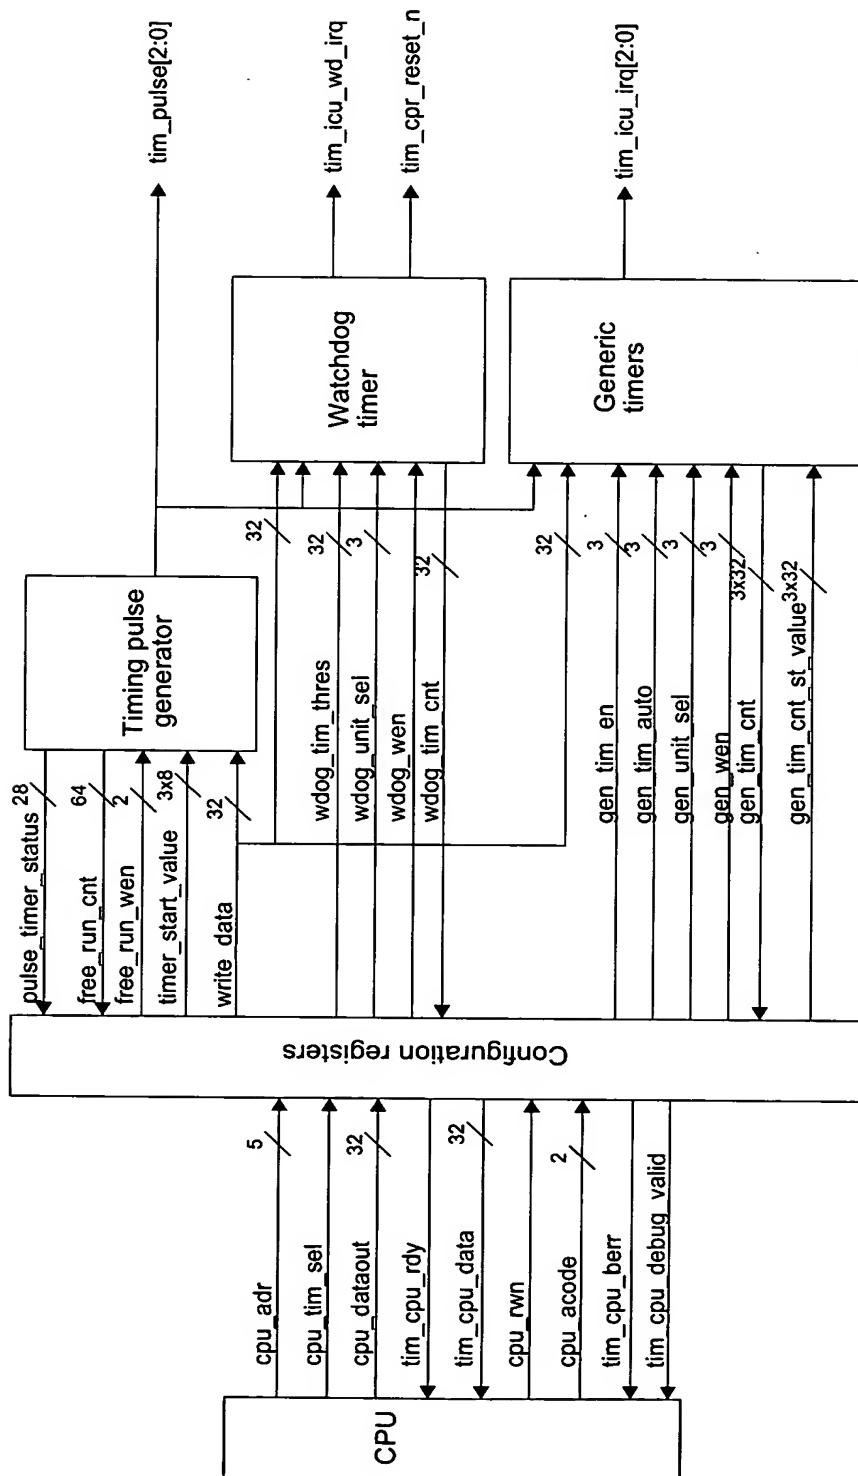 CPU
cpu_adr
5
cpu_tim_sel
cpu_dataout
32
tim_cpu_rdy
tim_cpu_data
32
cpu_rwn
cpu_acode
2
tim_cpu_berr
tim_cpu_debug_valid
Configuration registers
pulse_timer_status
28
free_run_cnt
64
free_run_wen
2
timer_start_value
3x8
write_data
32
Timing pulse
generator
tim_pulse[2:0]
32
wdog_tim_thres
32
wdog_unit_sel
3
wdog_wen
wdog_tim_cnt
32
Watchdog
timer
tim_icu_wd_irq
tim_cpr_reset_n
32
gen_tim_en
3
gen_tim_auto
3
gen_unit_sel
3
gen_wen
3
gen_tim_cnt
3x32
gen_tim_cnt_st_value
3x32
Generic
timers
tim_icu_irq[2:0]